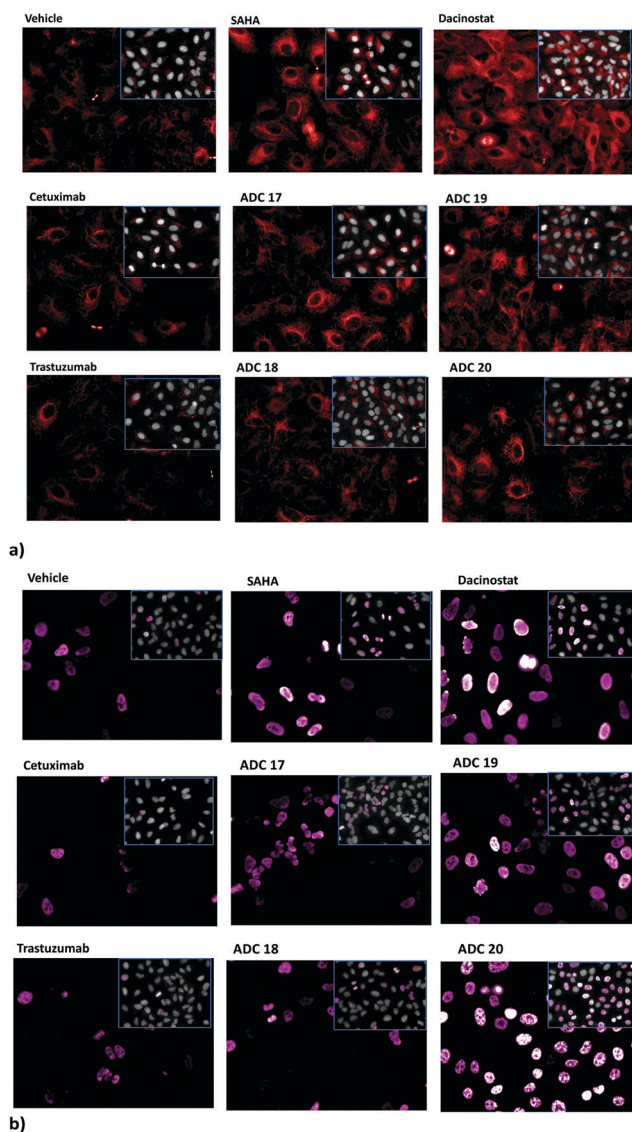 Vehicle SAHA Dacinostat
Cetuximab ADC 17 ADC 19
Trastuzumab ADC 18 ADC 20
a)
Vehicle SAHA Dacinostat
Cetuximab ADC 17 ADC 19
Trastuzumab ADC 18 ADC 20
b)